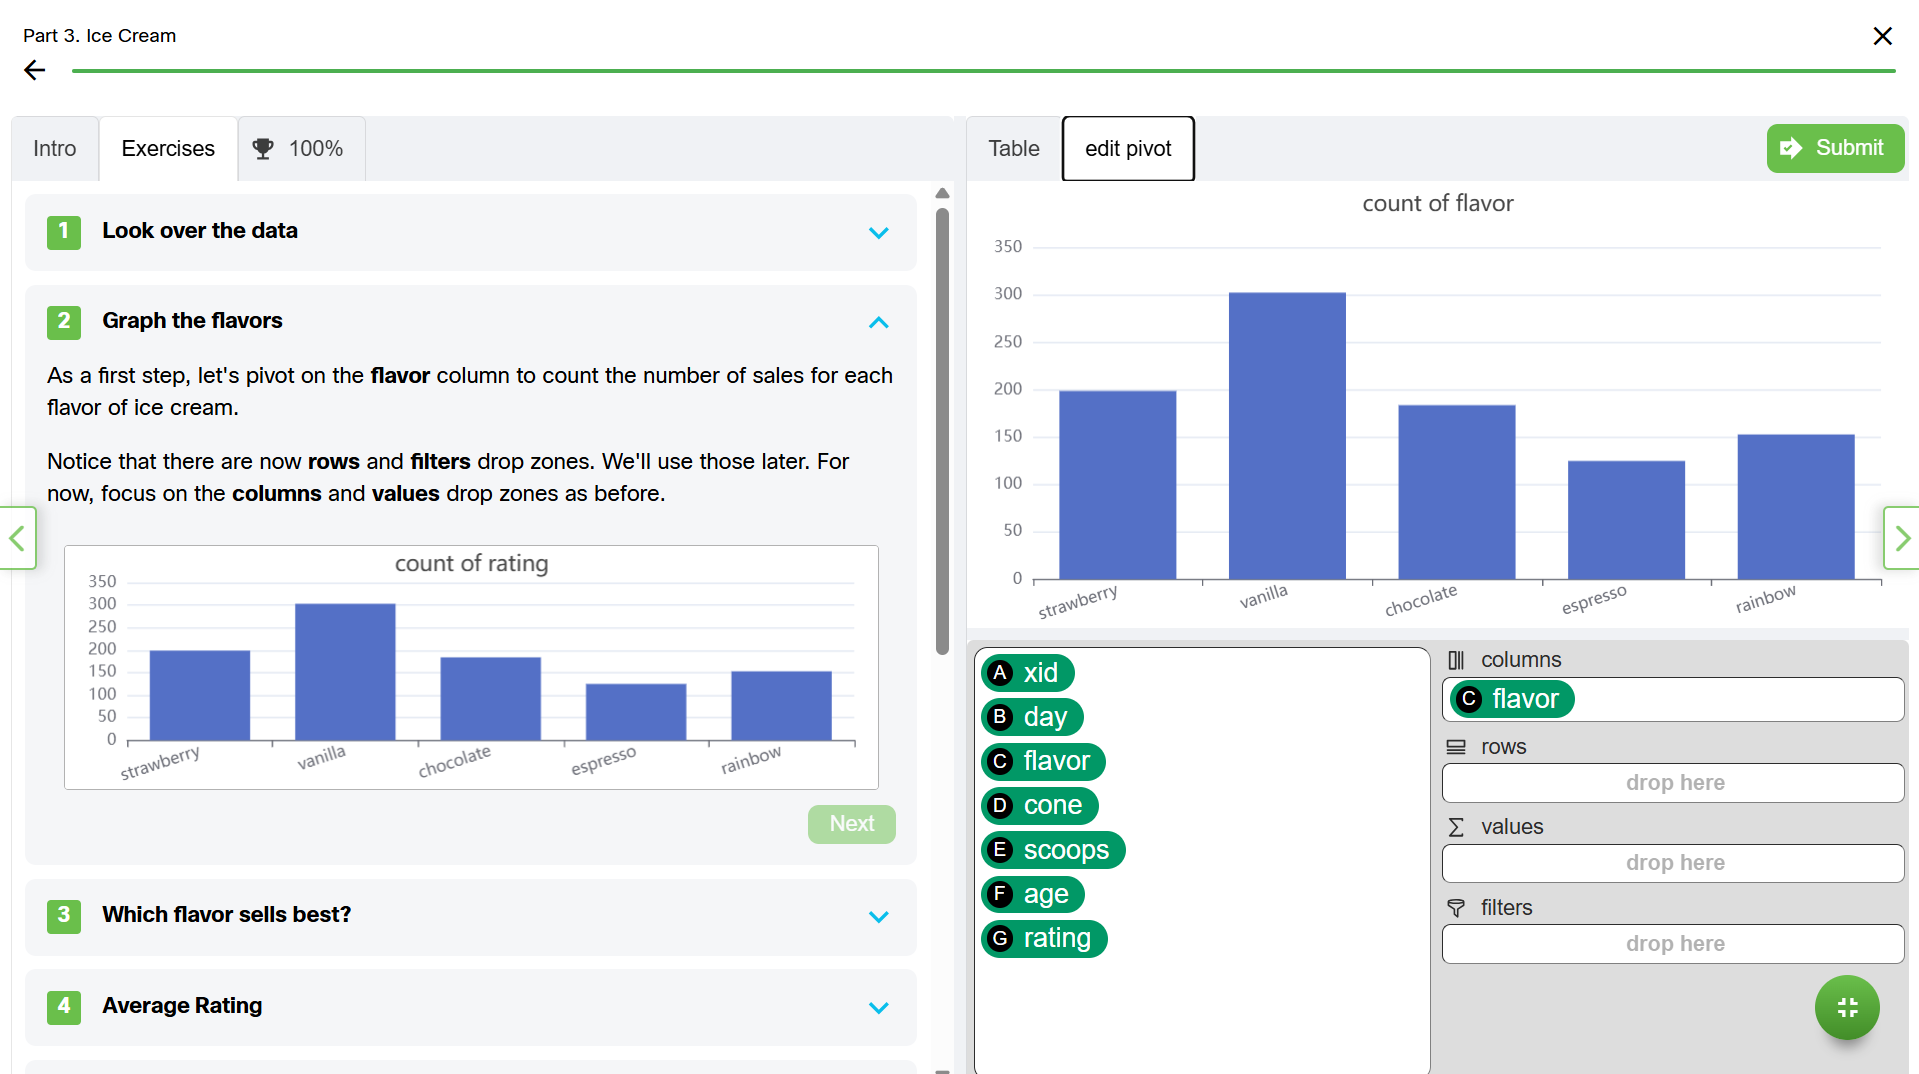 Part 3. Ice Cream
Intro
Exercises
100%
1 Look over the data
2 Graph the flavors
As a first step, let's pivot on the flavor column to count the number of sales for each
flavor of ice cream.
Notice that there are now rows and filters drop zones. We'll use those later. For
now, focus on the columns and values drop zones as before.
count of rating
350
300
250
200
150
100
50
0
strawberry
vanilla
chocolate
espresso
rainbow
Next
3 Which flavor sells best?
4 Average Rating
Table
edit pivot
Submit
count of flavor
350
300
250
200
150
100
50
0
strawberry
vanilla
chocolate
espresso
rainbow
A xid
B day
C flavor
D cone
E scoops
F age
G rating
columns
C flavor
rows
drop here
values
drop here
filters
drop here